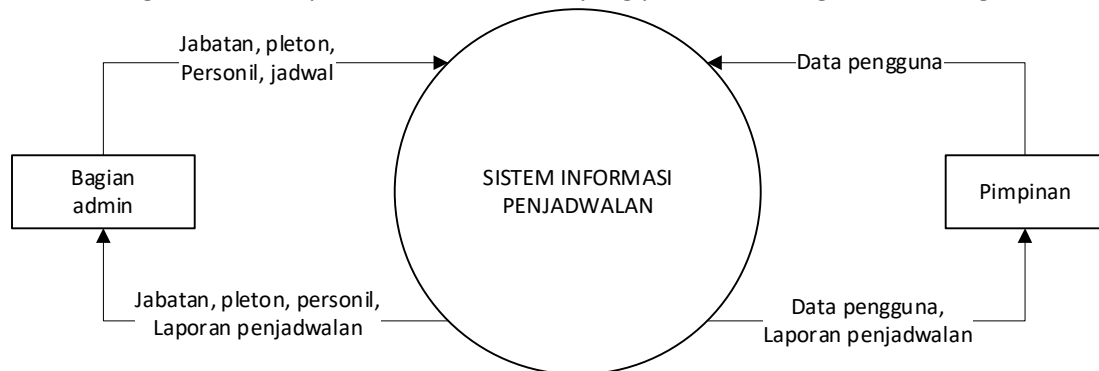 Jabatan, pleton,
Personil, jadwal
Data pengguna
Bagian
admin
SISTEM INFORMASI
PENJADWALAN
Pimpinan
Jabatan, pleton, personil,
Laporan penjadwalan
Data pengguna,
Laporan penjadwalan